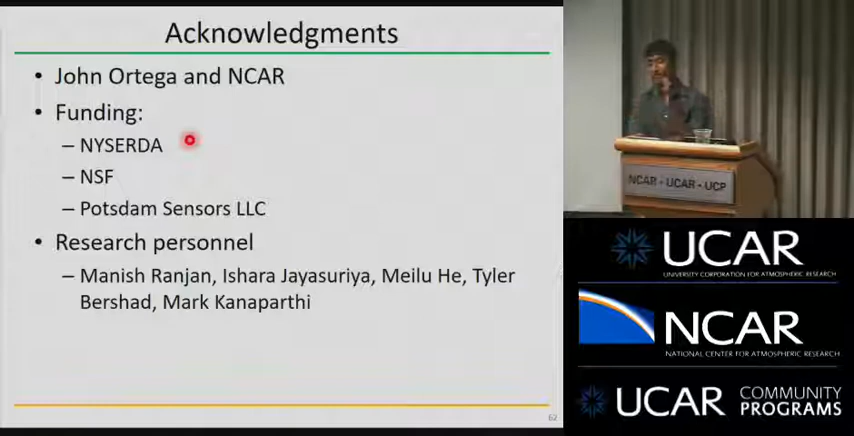 Acknowledgments
• John Ortega and NCAR
• Funding:
– NYSERDA
– NSF
– Potsdam Sensors LLC
• Research personnel
– Manish Ranjan, Ishara Jayasuriya, Meilu He, Tyler
Bershad, Mark Kanaparthi
62
NCAR • UCAR • UCP
UCAR
UNIVERSITY CORPORATION FOR ATMOSPHERIC RESEARCH
NCAR
NATIONAL CENTER FOR ATMOSPHERIC RESEARCH
UCAR COMMUNITY
PROGRAMS